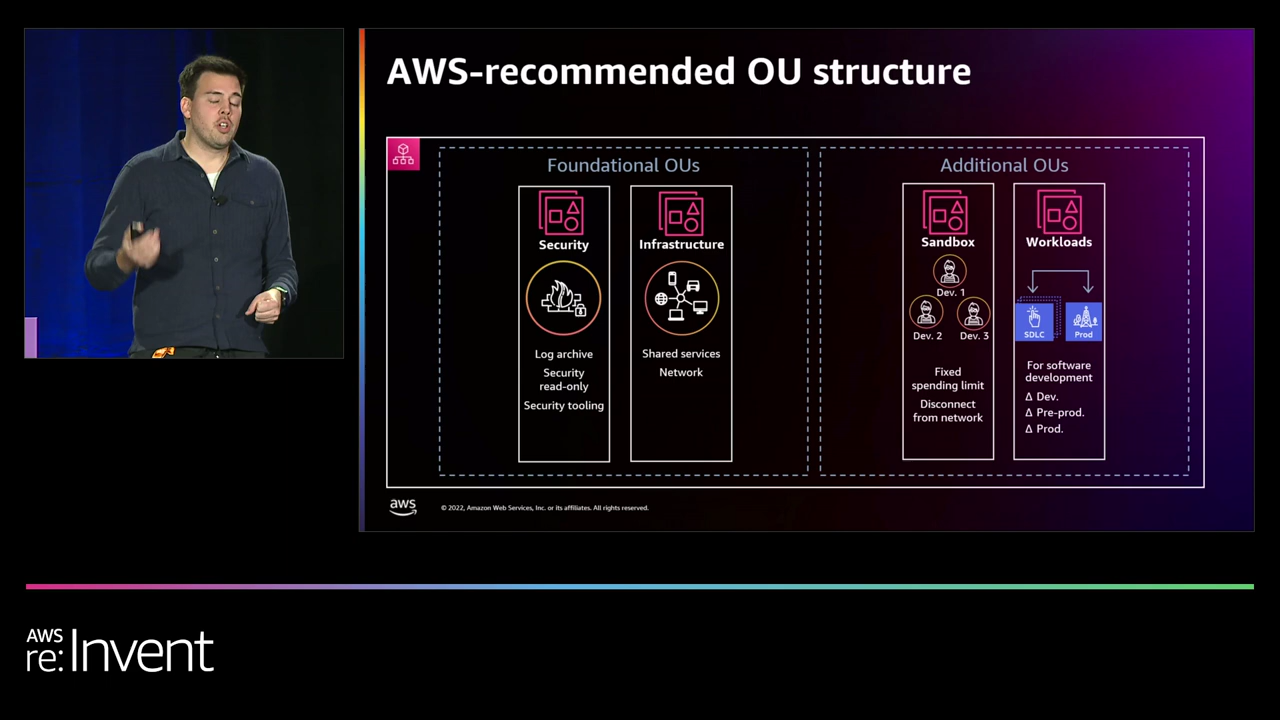 AWS-recommended OU structure
Foundational OUs
Security
Log archive
Security
read-only
Security tooling
Infrastructure
Shared services
Network
Additional OUs
Sandbox
Dev. 1
Dev. 2
Dev. 3
Fixed
spending limit
Disconnect
from network
Workloads
SDLC
Prod
For software
development
Δ Dev.
Δ Pre-prod.
Δ Prod.
aws
© 2022, Amazon Web Services, Inc. or its affiliates. All rights reserved.
AWS
re:Invent